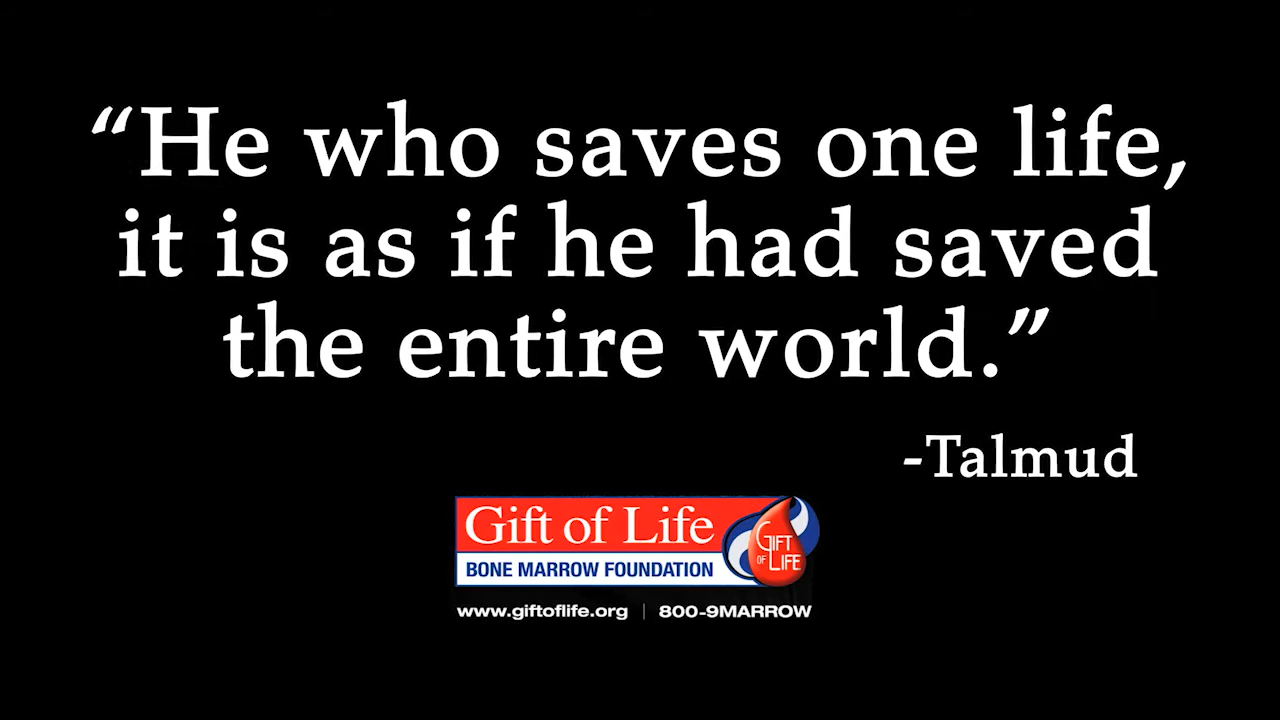 “He who saves one life,
it is as if he had saved
the entire world.”
-Talmud
Gift of Life
BONE MARROW FOUNDATION
GIFT
OF LIFE
www.giftoflife.org | 800-9MARROW